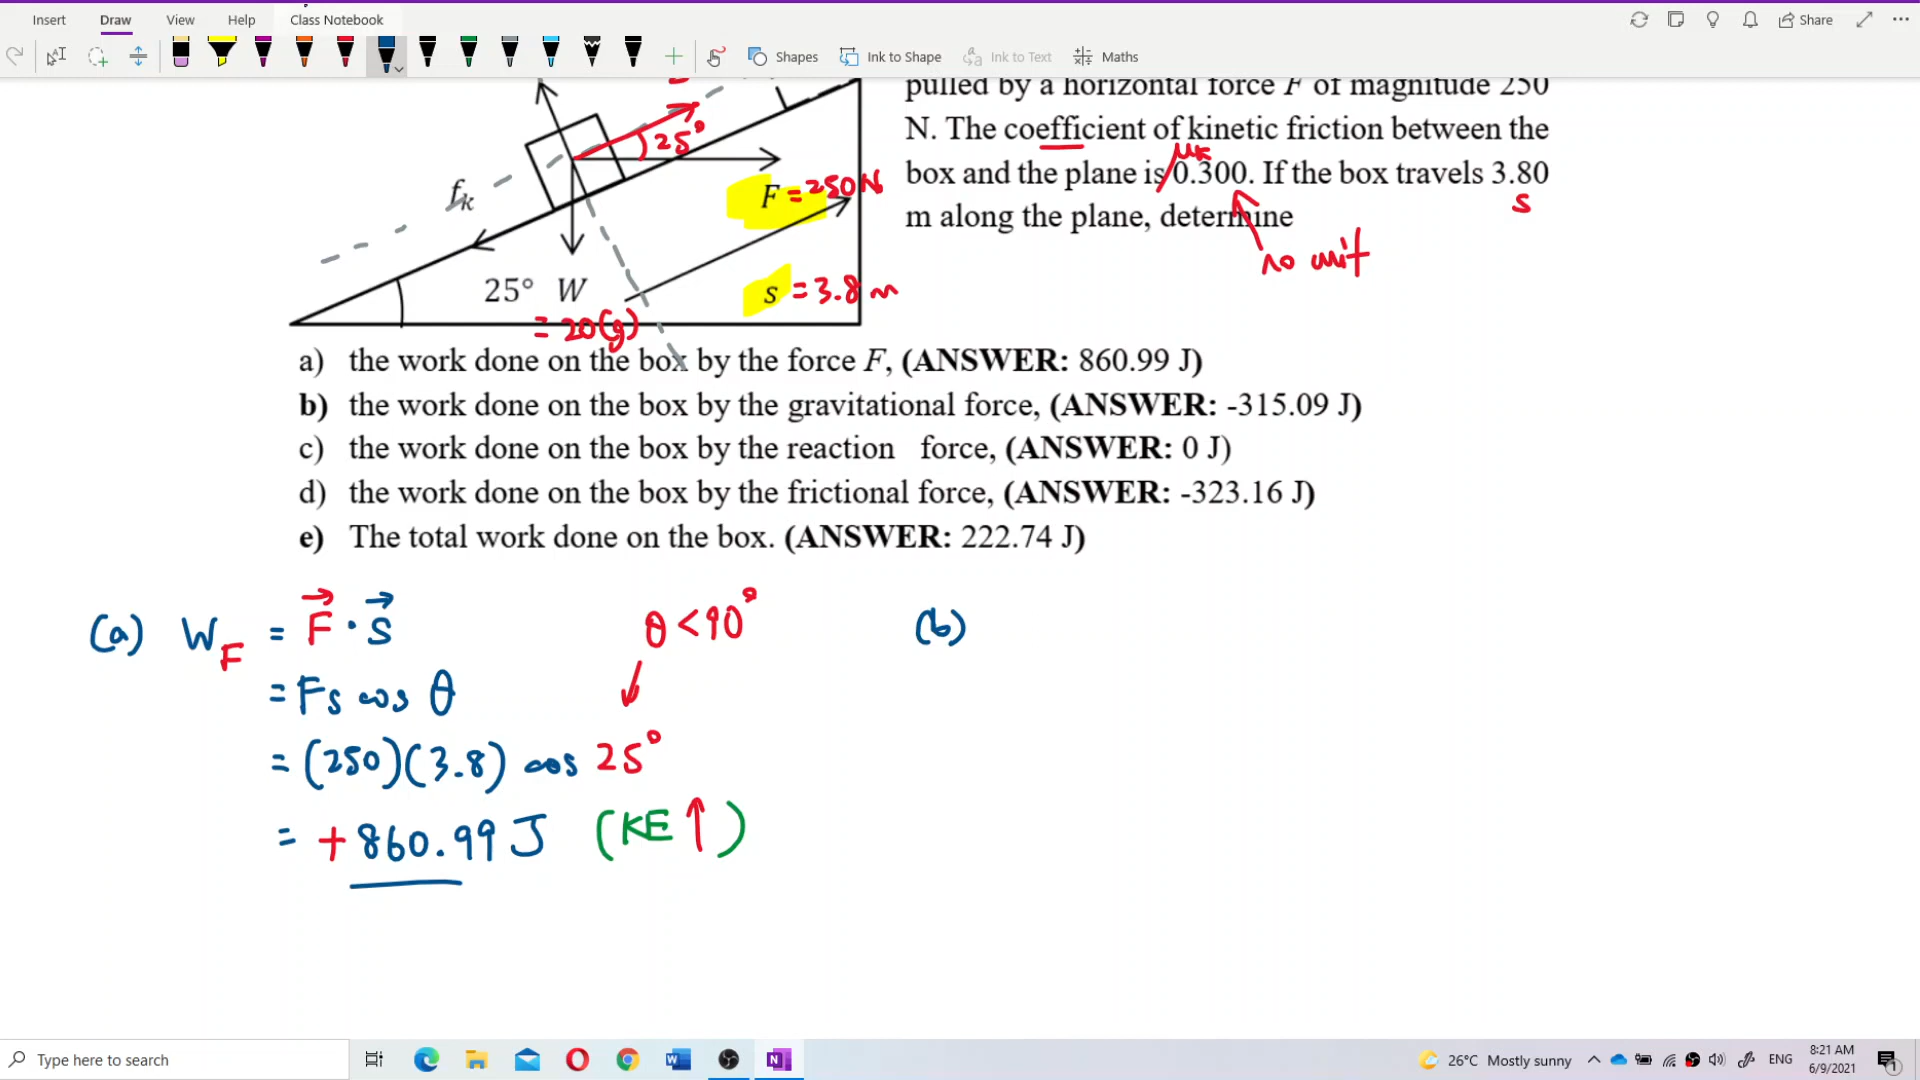 Insert Draw View Help Class Notebook Share
Shapes Ink to Shape Ink to Text Maths
pulled by a horizontal force F of magnitude 250
N. The coefficient of kinetic friction between the
μk
box and the plane is 0.300. If the box travels 3.80
s
m along the plane, determine
no unit
25°
fk
F = 250 N
25° W
= 20(g)
s = 3.8 m
a) the work done on the box by the force F, (ANSWER: 860.99 J)
b) the work done on the box by the gravitational force, (ANSWER: -315.09 J)
c) the work done on the box by the reaction force, (ANSWER: 0 J)
d) the work done on the box by the frictional force, (ANSWER: -323.16 J)
e) The total work done on the box. (ANSWER: 222.74 J)
(a) W_F = F⃗ · s⃗
θ < 90°
= Fs cos θ
= (250)(3.8) cos 25°
= +860.99 J (KE ↑)
(b)
Type here to search
26°C Mostly sunny
ENG
8:21 AM
6/9/2021
1